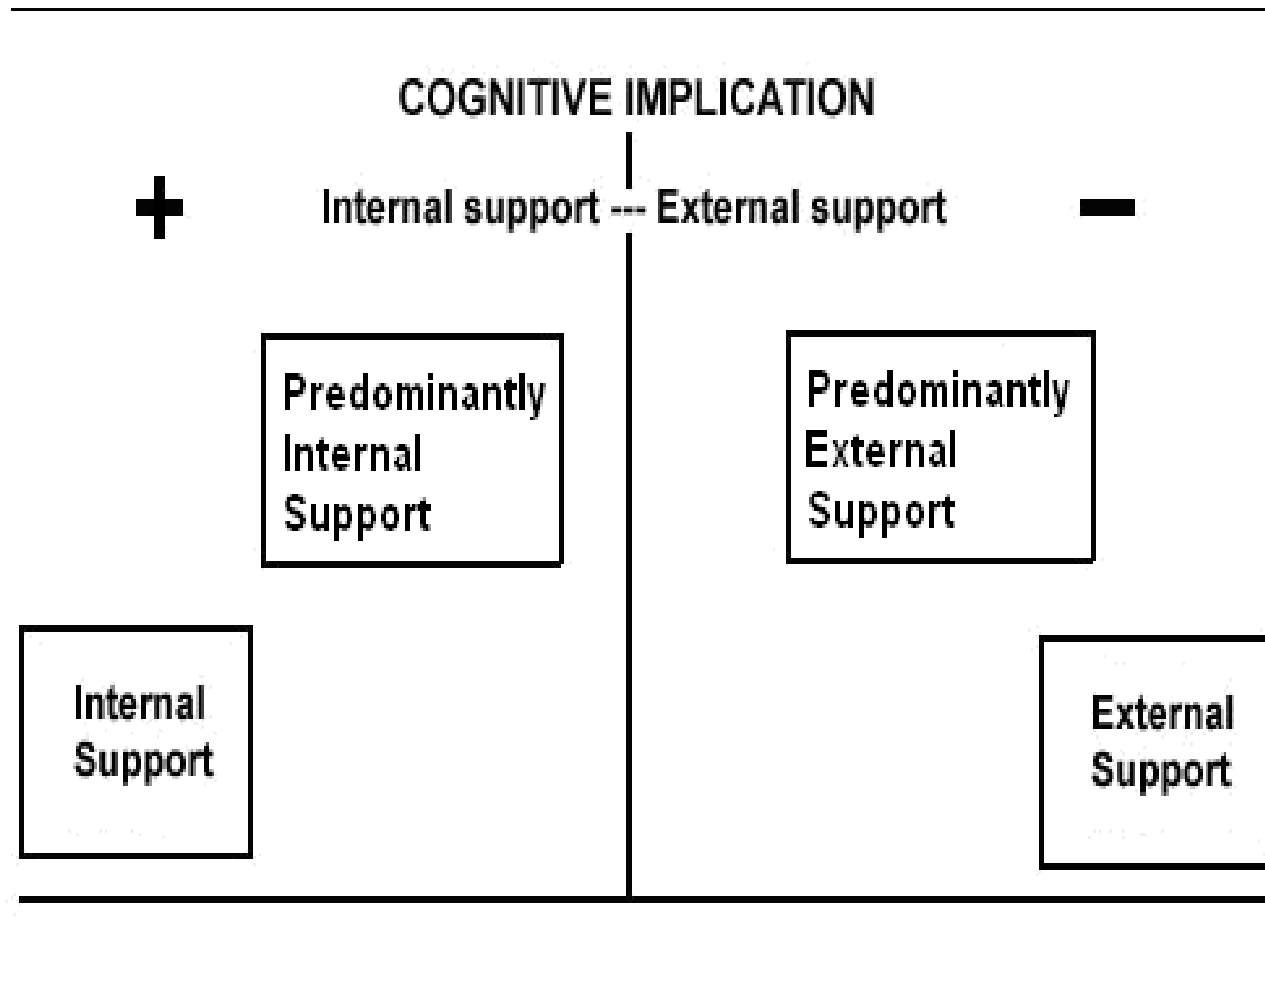 COGNITIVE IMPLICATION
+ Internal support --- External support −
Predominantly
Internal
Support
Predominantly
External
Support
Internal
Support
External
Support